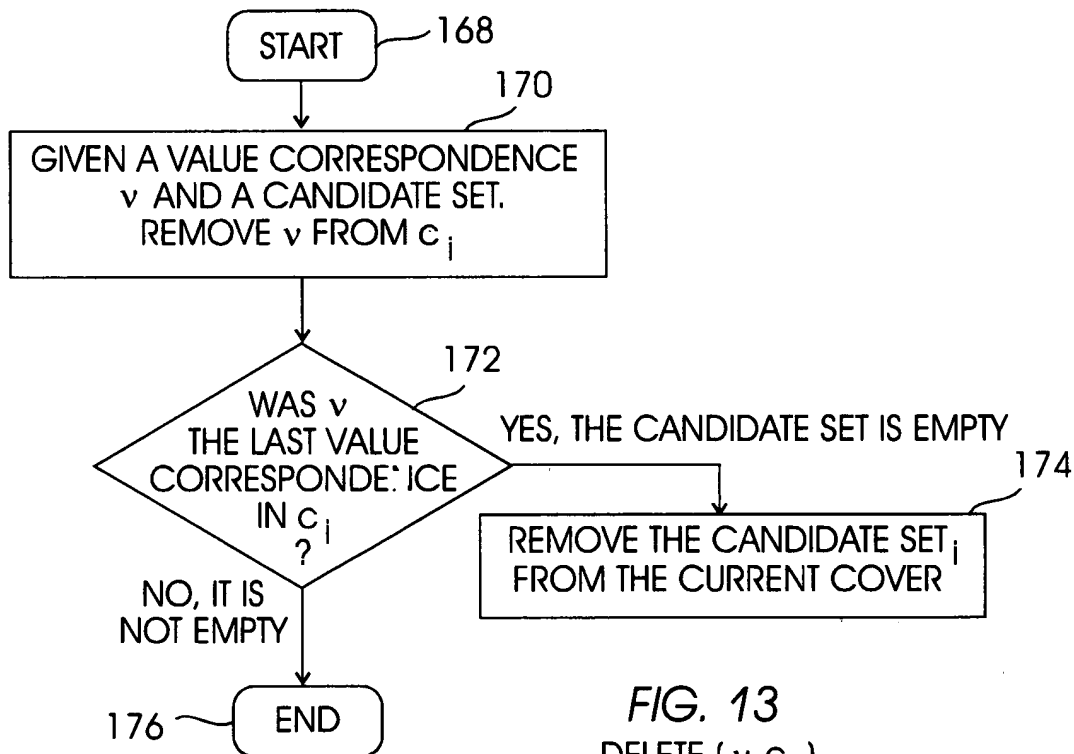 START
168
170
GIVEN A VALUE CORRESPONDENCE
ν AND A CANDIDATE SET.
REMOVE ν FROM c i
172
WAS ν
THE LAST VALUE
IN c i
?
YES, THE CANDIDATE SET IS EMPTY
174
REMOVE THE CANDIDATE SET i
FROM THE CURRENT COVER
NO, IT IS
NOT EMPTY
176
END
FIG. 13
DELETE ( ν, c )